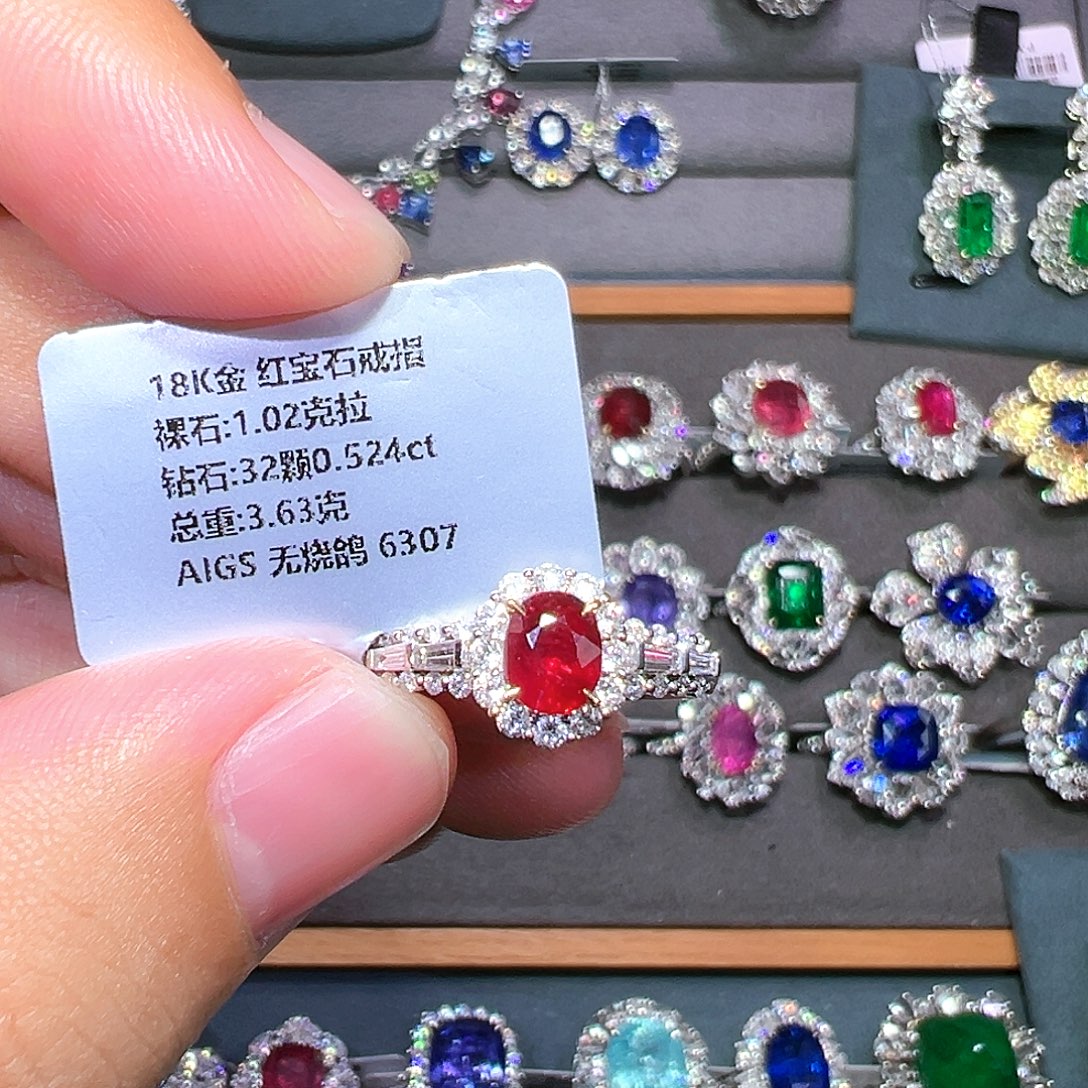 18K金 红宝石戒指
裸石:1.02克拉
钻石:32颗0.524ct
总重:3.63克
AIGS 无烧鸽 6307